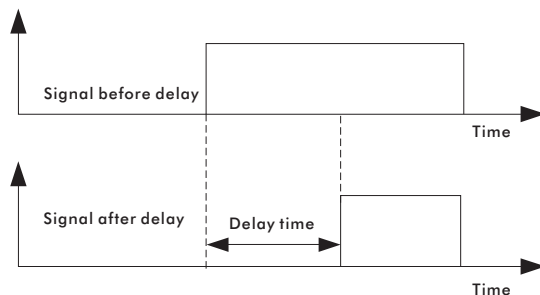 Signal before delay
Time
Signal after delay
Delay time
Time